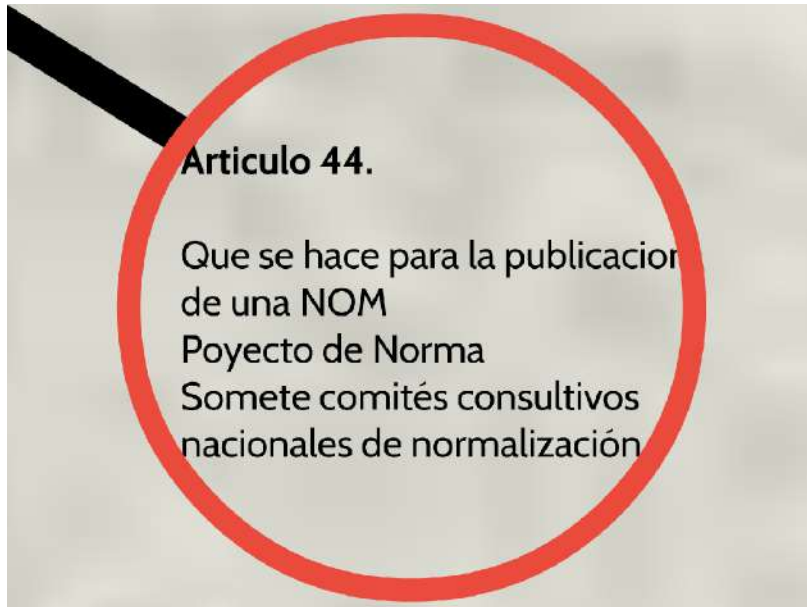 Articulo 44.
Que se hace para la publicacion
de una NOM
Poyecto de Norma
Somete comités consultivos
nacionales de normalización